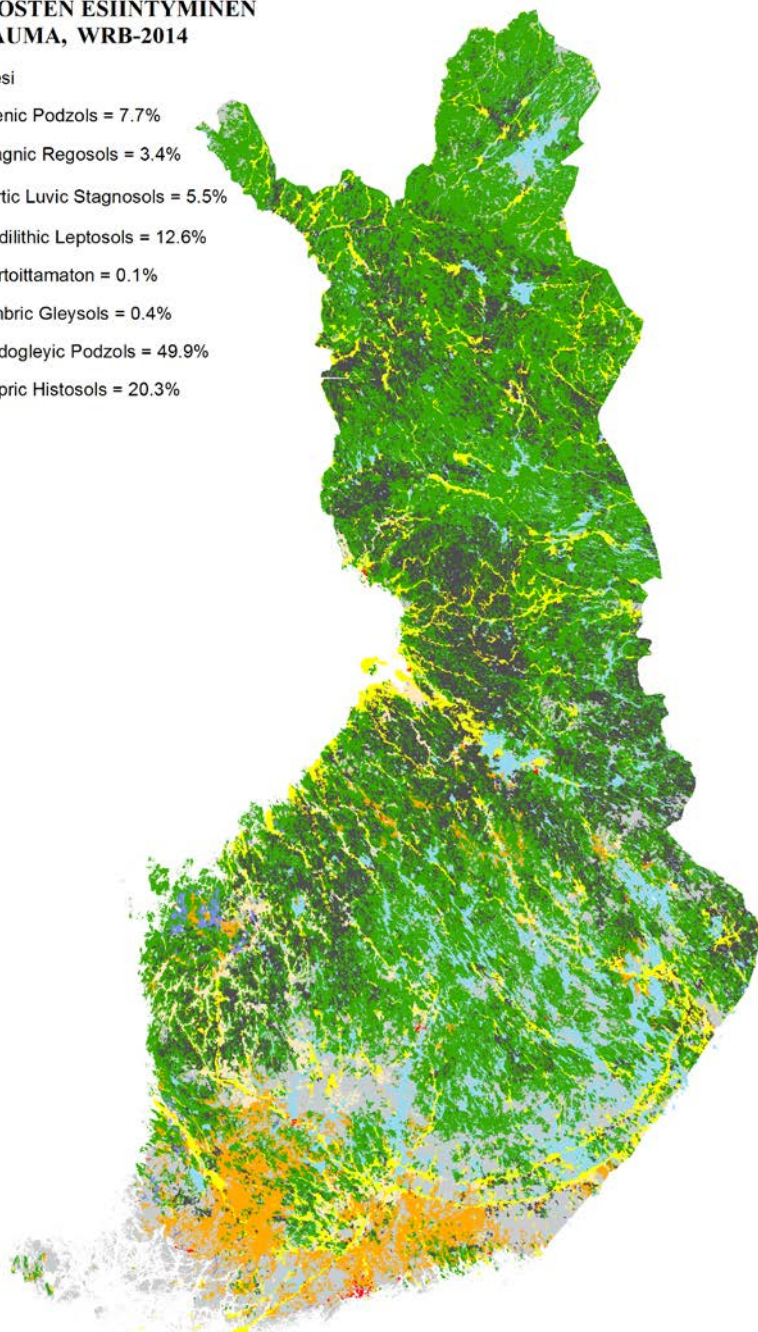 OSTEN ESIINTYMINEN
AUMA, WRB-2014
esi
enic Podzols = 7.7%
agnic Regosols = 3.4%
rtic Luvic Stagnosols = 5.5%
dilithic Leptosols = 12.6%
rtoittamaton = 0.1%
nbric Gleysols = 0.4%
dogleyic Podzols = 49.9%
pric Histosols = 20.3%